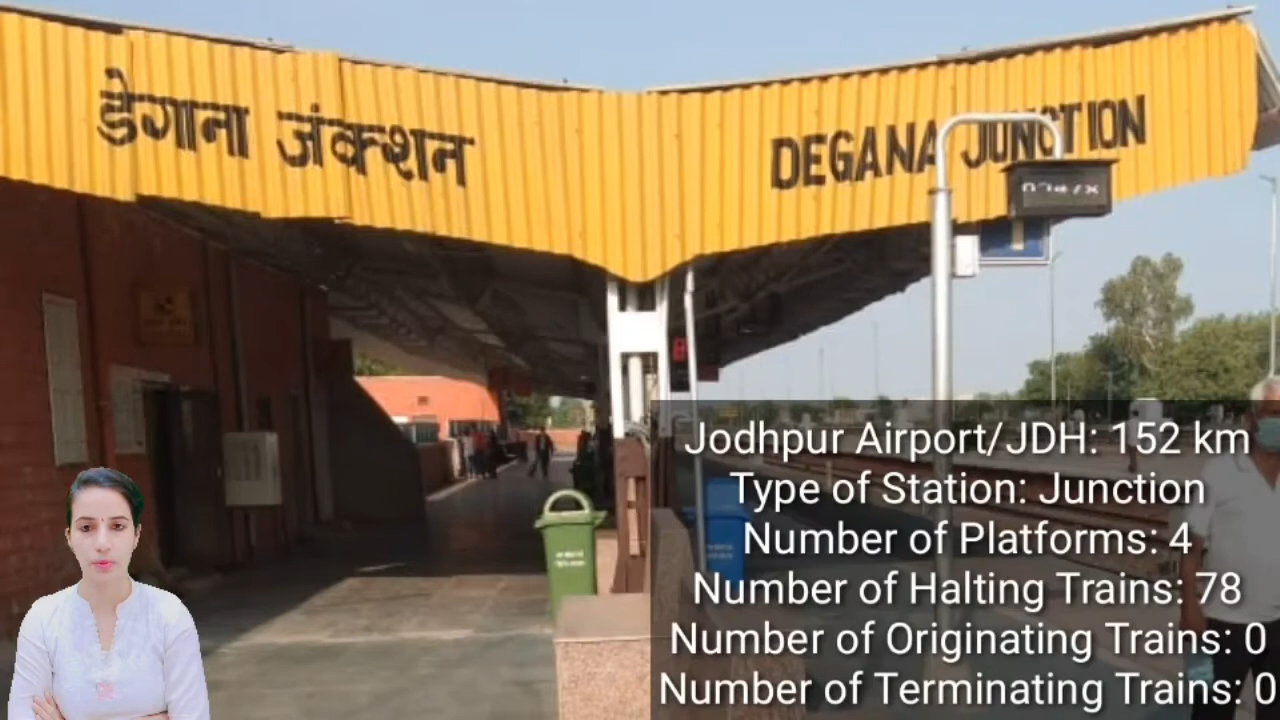 डेगाना जंक्शन
DEGANA JUNCTION
Jodhpur Airport/JDH: 152 km
Type of Station: Junction
Number of Platforms: 4
Number of Halting Trains: 78
Number of Originating Trains: 0
Number of Terminating Trains: 0